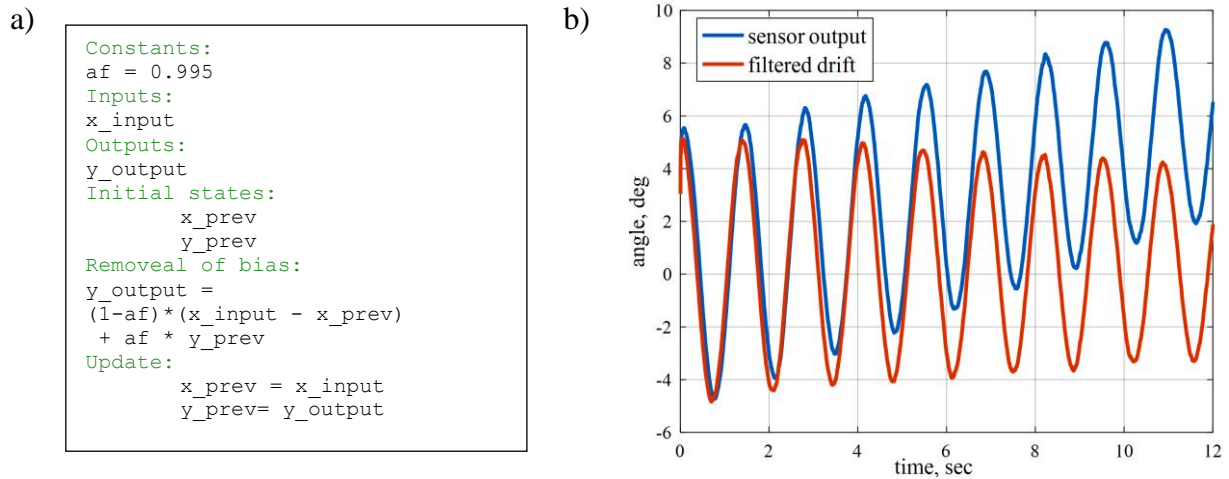 a)
Constants:
af = 0.995
Inputs:
x_input
Outputs:
y_output
Initial states:
x_prev
y_prev
Removeal of bias:
y_output =
(1-af)*(x_input - x_prev)
+ af * y_prev
Update:
x_prev = x_input
y_prev= y_output
b)
10
8
6
4
2
0
-2
-4
-6
angle, deg
sensor output
filtered drift
0 2 4 6 8 10 12
time, sec